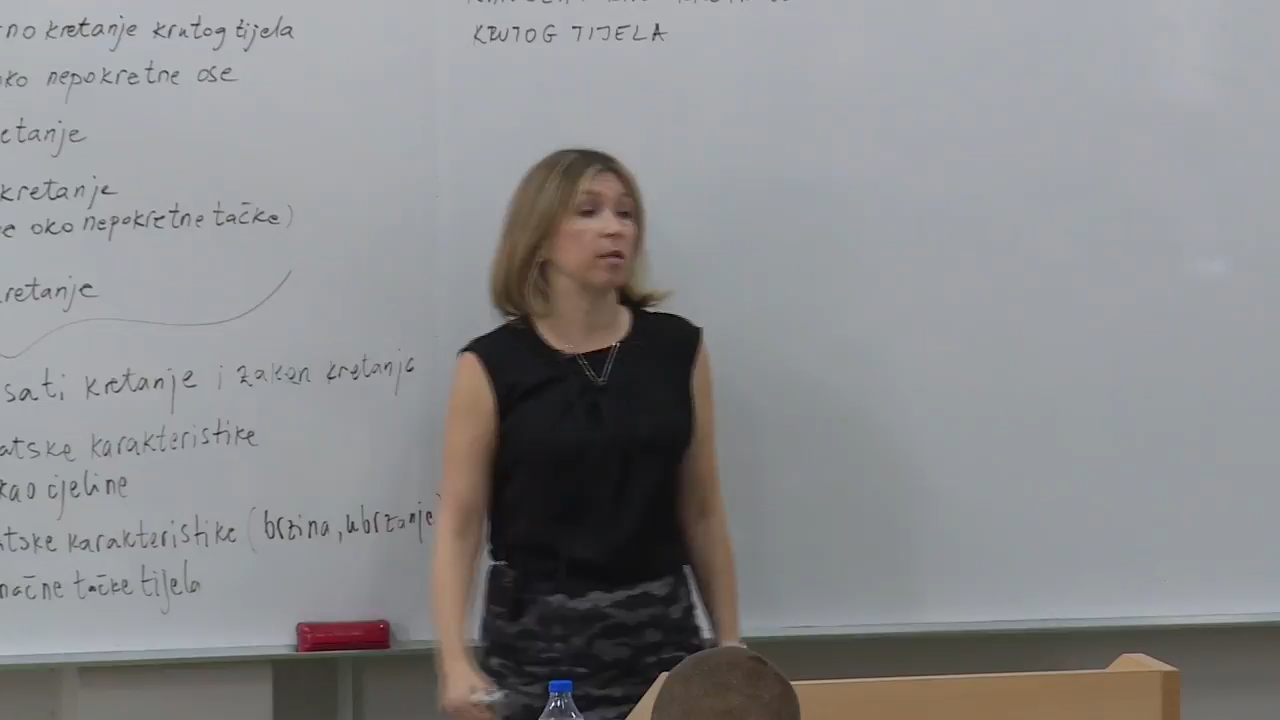 no kretanje krutog tijela
oko nepokretne ose
etanje
kretanje
e oko nepokretne tačke)
retanje
sati kretanje i zakon kretanja
atske karakteristike
kao cjeline
atske karakteristike (brzina, ubrzanje)
načne tačke tijela
KRUTOG TIJELA